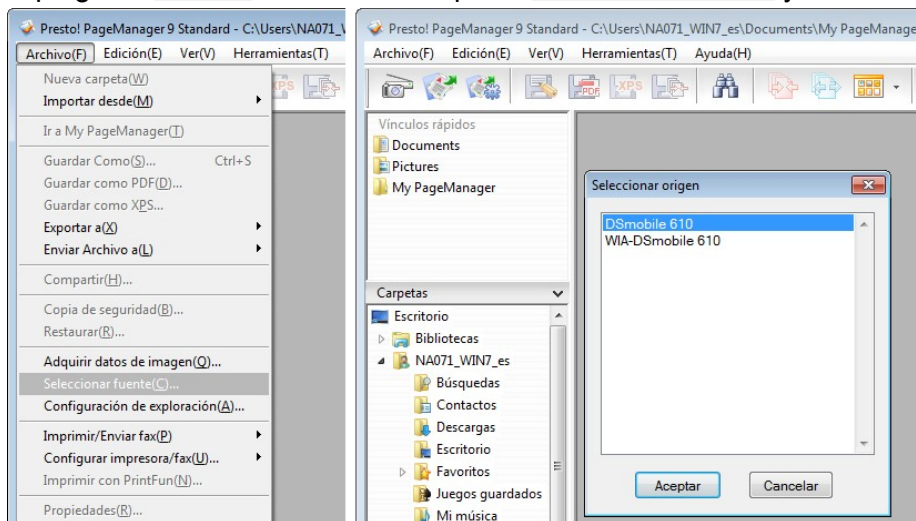 Presto! PageManager 9 Standard - C:\Users\NA071_
Archivo(F) Edición(E) Ver(V) Herramientas(T)
Nueva carpeta(W)
Importar desde(M)
Ir a My PageManager(T)
Guardar Como(S)... Ctrl+S
Guardar como PDF(D)...
Guardar como XPS...
Exportar a(X)
Enviar Archivo a(L)
Compartir(H)...
Copia de seguridad(B)...
Restaurar(R)...
Adquirir datos de imagen(Q)...
Seleccionar fuente(C)...
Configuración de exploración(A)...
Imprimir/Enviar fax(P)
Configurar impresora/fax(U)...
Imprimir con PrintFun(N)...
Propiedades(R)...
Presto! PageManager 9 Standard - C:\Users\NA071_WIN7_es\Documents\My PageManage
Archivo(F) Edición(E) Ver(V) Herramientas(T) Ayuda(H)
PDF XPS
Vínculos rápidos
Documents
Pictures
My PageManager
Carpetas
Escritorio
Bibliotecas
NA071_WIN7_es
Búsquedas
Contactos
Descargas
Escritorio
Favoritos
Juegos guardados
Mi música
Seleccionar origen
DSmobile 610
WIA-DSmobile 610
Aceptar Cancelar